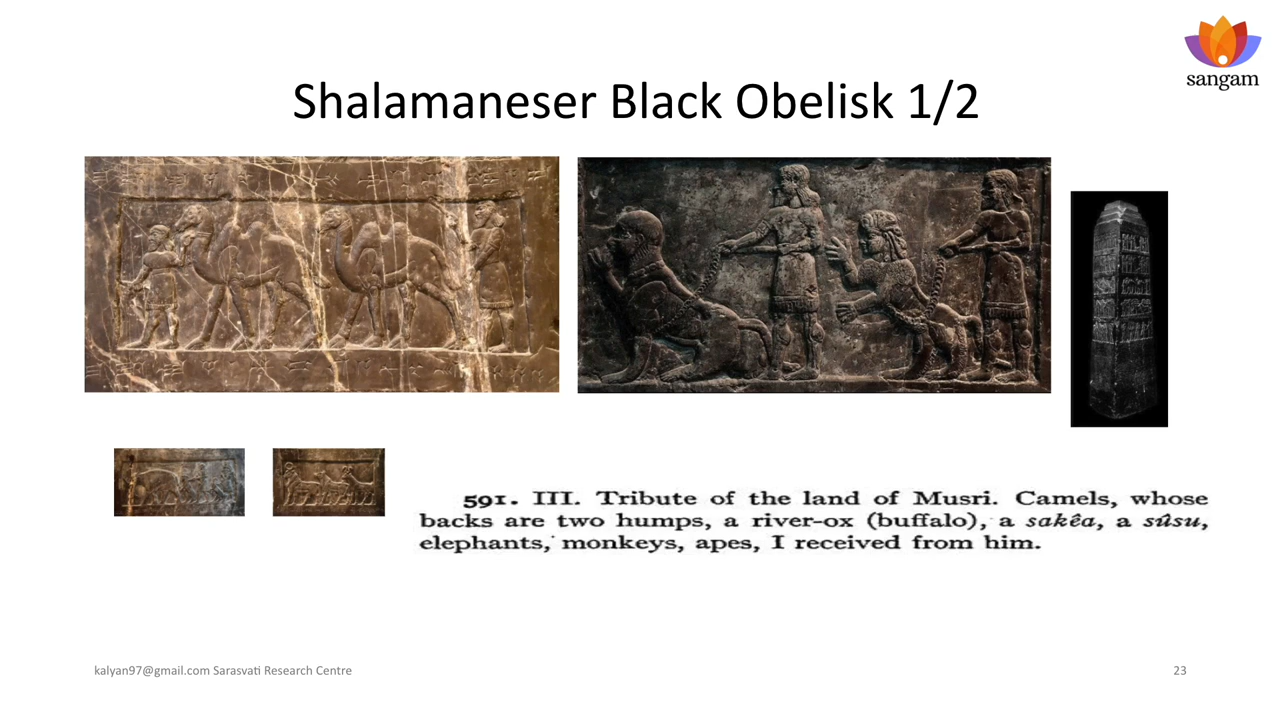 sangam
Shalamaneser Black Obelisk 1/2
591. III. Tribute of the land of Musri. Camels, whose
backs are two humps, a river-ox (buffalo), a sakêa, a sûsu,
elephants, monkeys, apes, I received from him.
kalyan97@gmail.com Sarasvati Research Centre
23